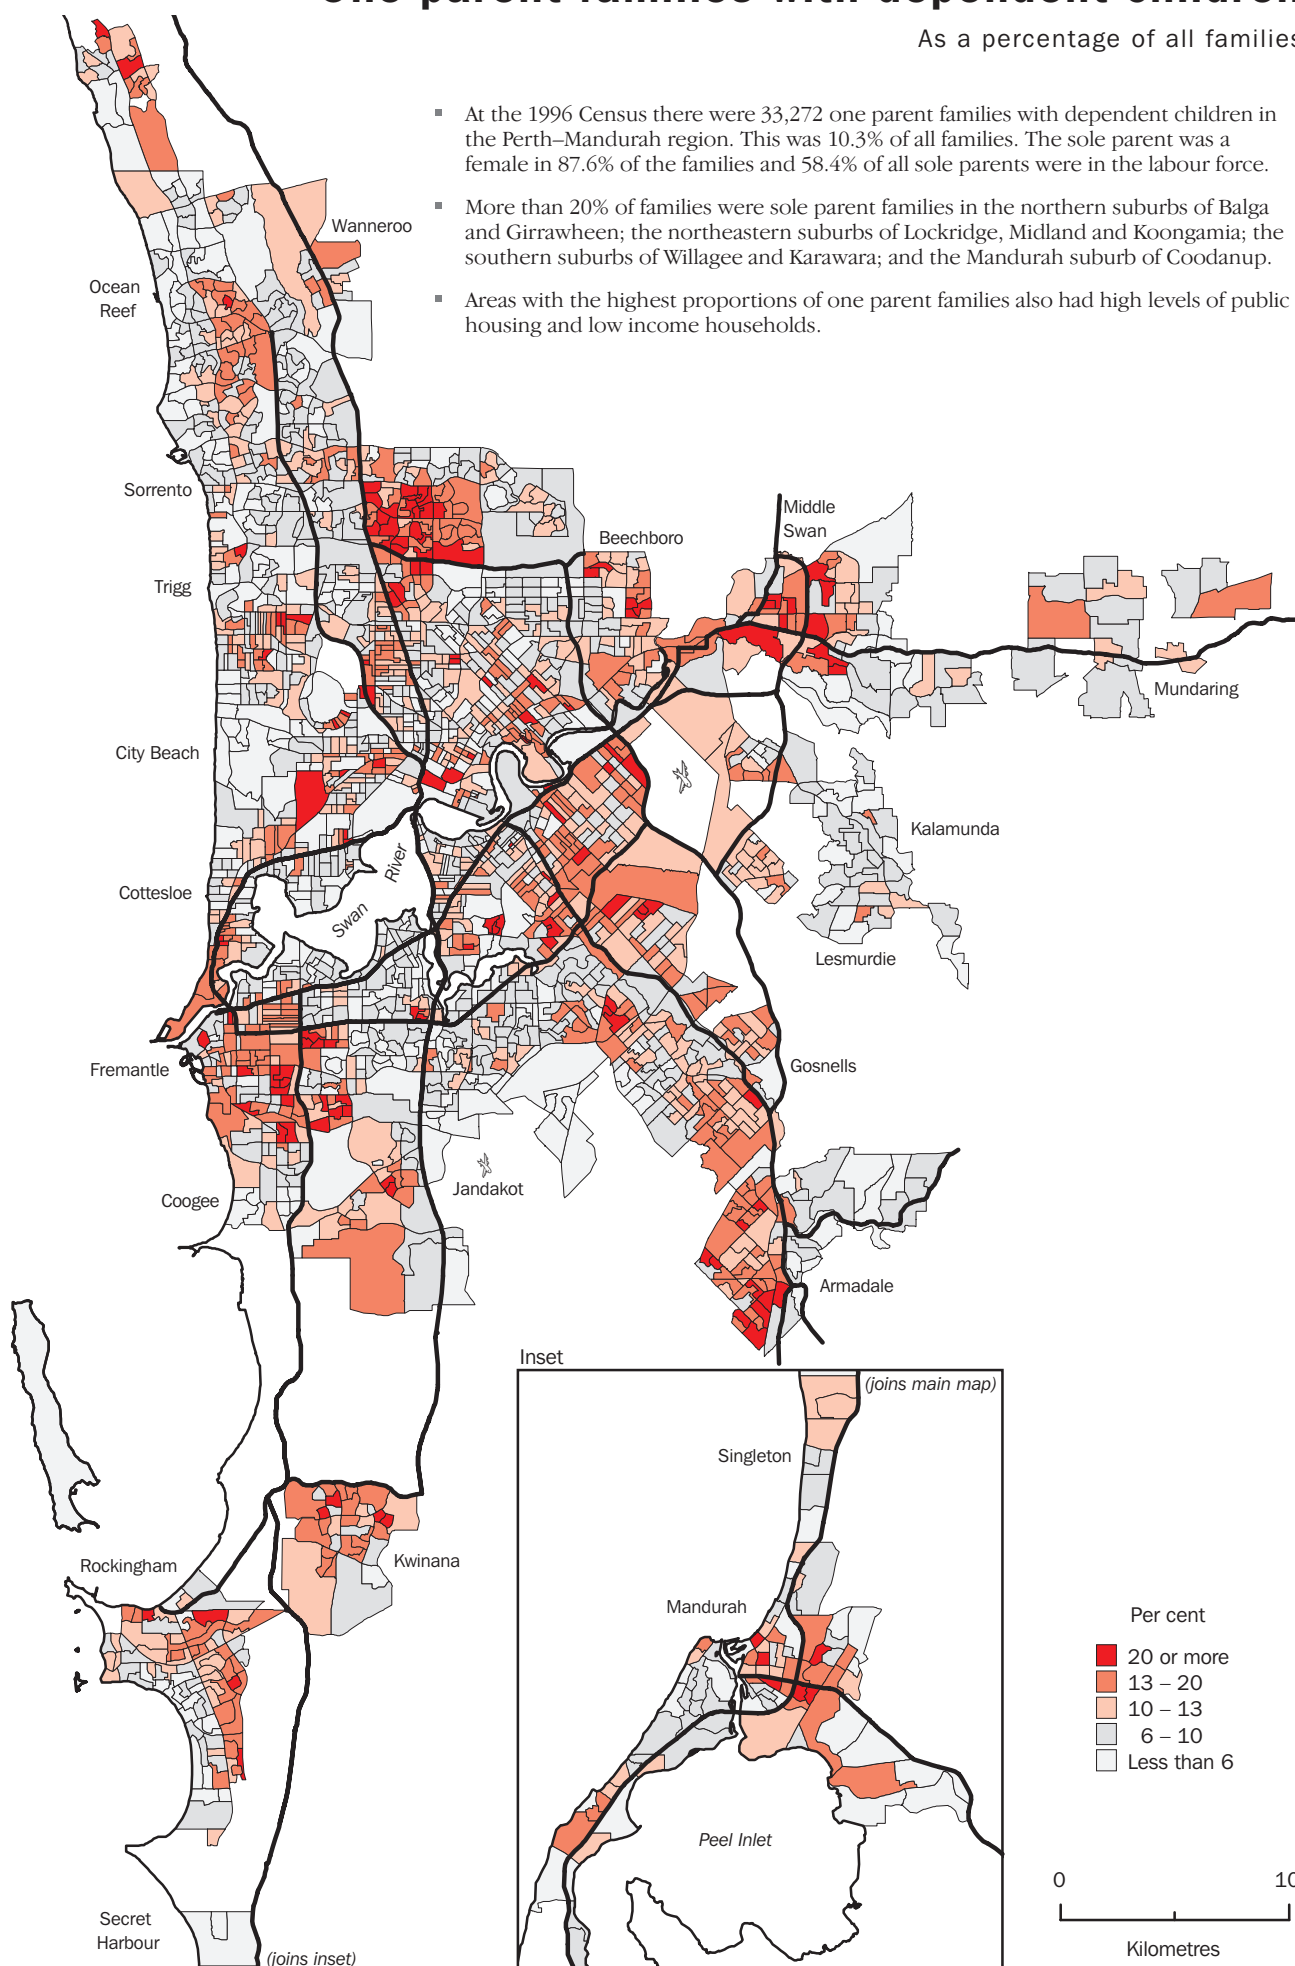 One parent families with dependent children
As a percentage of all families
▪ At the 1996 Census there were 33,272 one parent families with dependent children in
the Perth–Mandurah region. This was 10.3% of all families. The sole parent was a
female in 87.6% of the families and 58.4% of all sole parents were in the labour force.
▪ More than 20% of families were sole parent families in the northern suburbs of Balga
and Girrawheen; the northeastern suburbs of Lockridge, Midland and Koongamia; the
southern suburbs of Willagee and Karawara; and the Mandurah suburb of Coodanup.
▪ Areas with the highest proportions of one parent families also had high levels of public
housing and low income households.
Wanneroo
Ocean
Reef
Sorrento
Middle
Swan
Beechboro
Trigg
Mundaring
City Beach
Kalamunda
River
Swan
Cottesloe
Lesmurdie
Fremantle
Gosnells
Jandakot
Coogee
Armadale
Inset
(joins main map)
Singleton
Rockingham
Kwinana
Mandurah
Peel Inlet
Secret
Harbour
(joins inset)
Per cent
20 or more
13 – 20
10 – 13
6 – 10
Less than 6
0 10
Kilometres